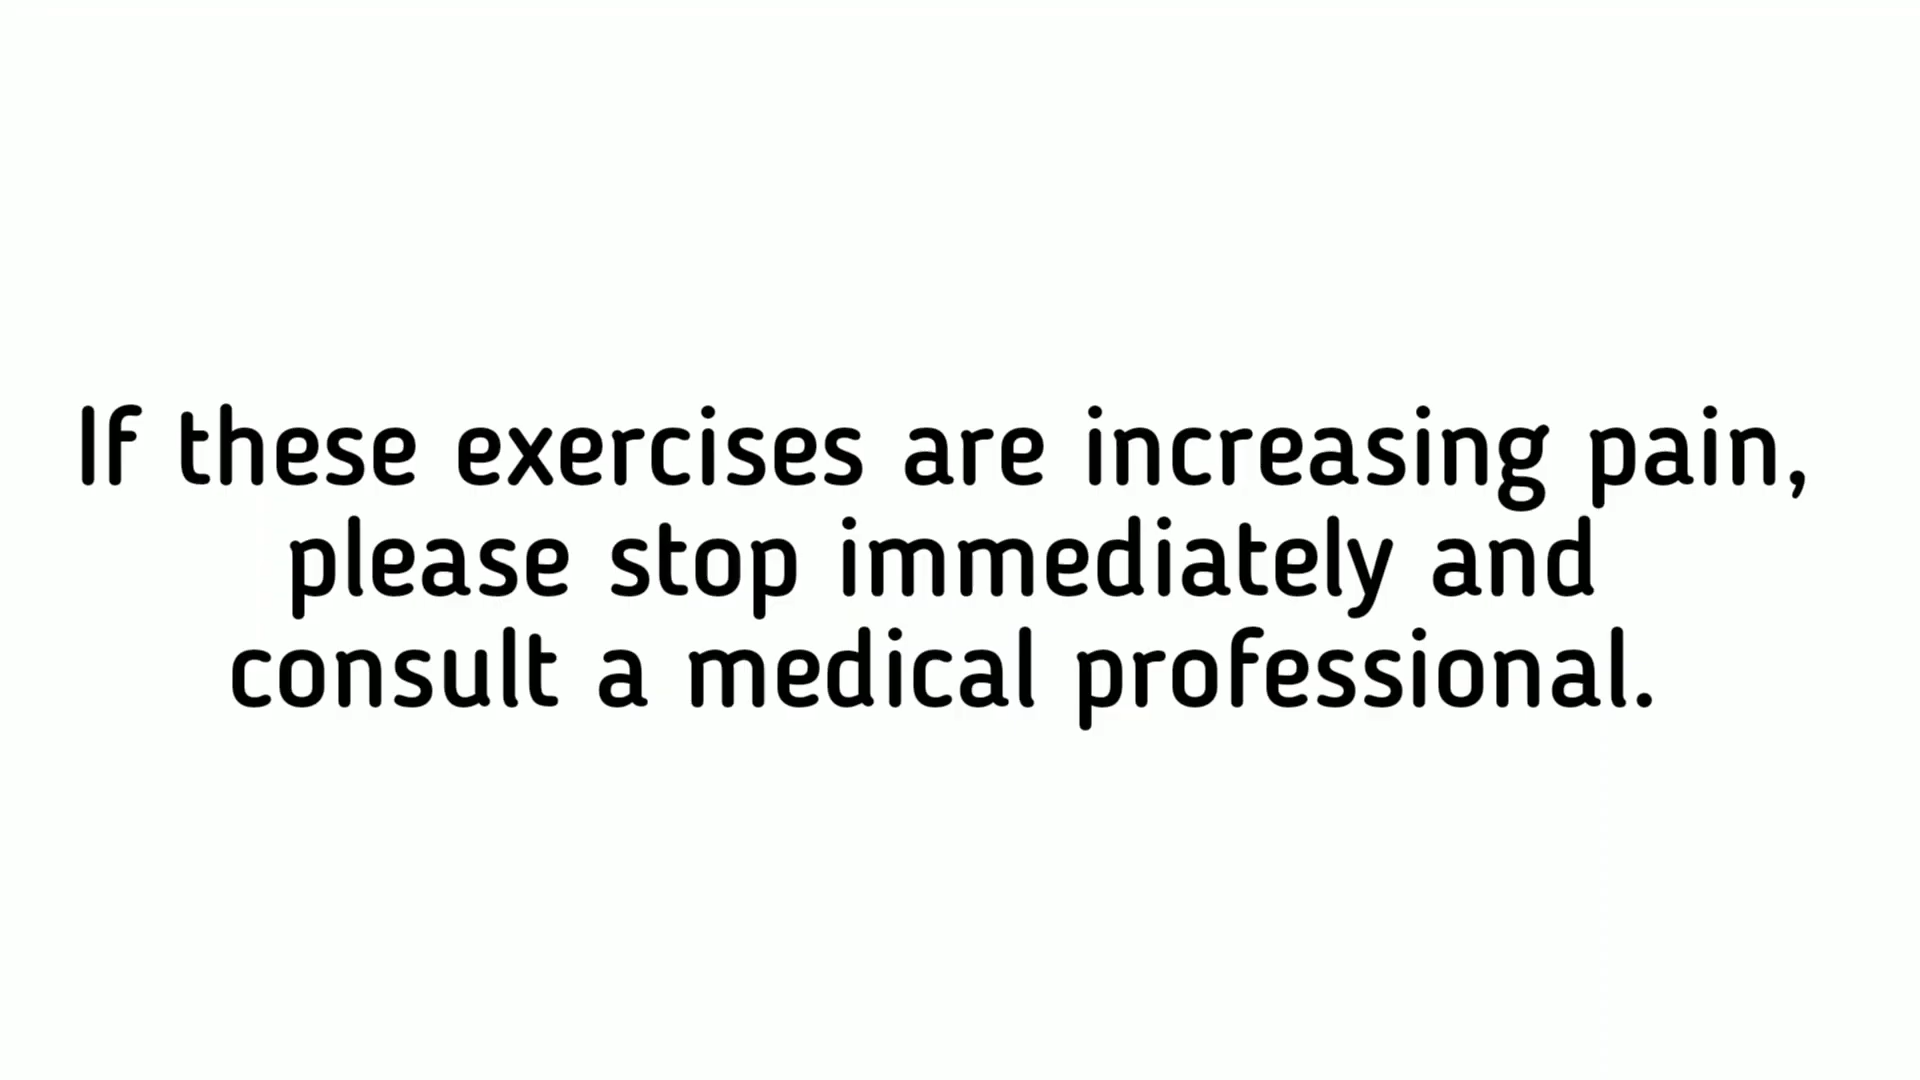 If these exercises are increasing pain,
please stop immediately and
consult a medical professional.